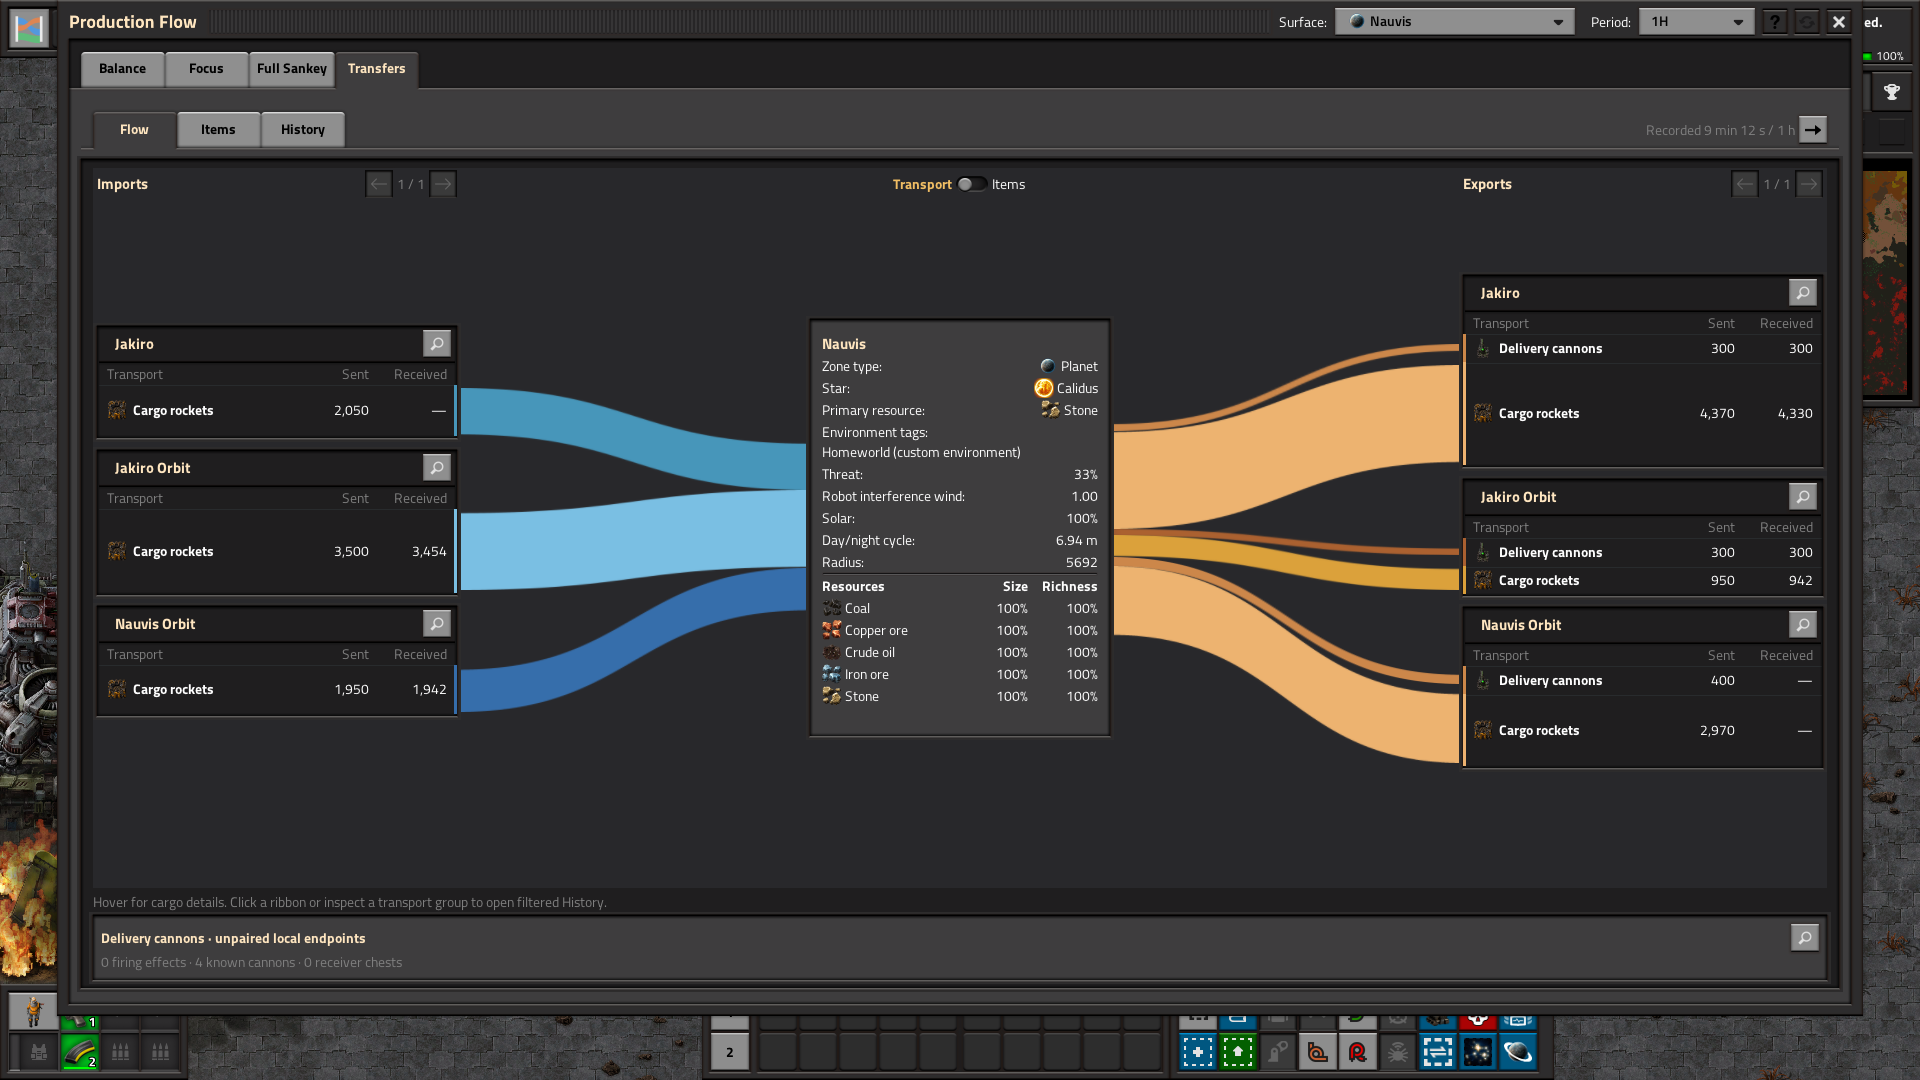 Production Flow
Surface: Nauvis Period: 1H ?
ed.
100%
Balance Focus Full Sankey Transfers
Flow Items History
Recorded 9 min 12 s / 1 h
Imports 1 / 1
Transport Items
Exports 1 / 1
Jakiro
Transport Sent Received
Cargo rockets 2,050 —
Jakiro Orbit
Transport Sent Received
Cargo rockets 3,500 3,454
Nauvis Orbit
Transport Sent Received
Cargo rockets 1,950 1,942
Nauvis
Zone type: Planet
Star: Calidus
Primary resource: Stone
Environment tags:
Homeworld (custom environment)
Threat: 33%
Robot interference wind: 1.00
Solar: 100%
Day/night cycle: 6.94 m
Radius: 5692
Resources Size Richness
Coal 100% 100%
Copper ore 100% 100%
Crude oil 100% 100%
Iron ore 100% 100%
Stone 100% 100%
Jakiro
Transport Sent Received
Delivery cannons 300 300
Cargo rockets 4,370 4,330
Jakiro Orbit
Transport Sent Received
Delivery cannons 300 300
Cargo rockets 950 942
Nauvis Orbit
Transport Sent Received
Delivery cannons 400 —
Cargo rockets 2,970 —
Hover for cargo details. Click a ribbon or inspect a transport group to open filtered History.
Delivery cannons · unpaired local endpoints
0 firing effects · 4 known cannons · 0 receiver chests
1
2
2